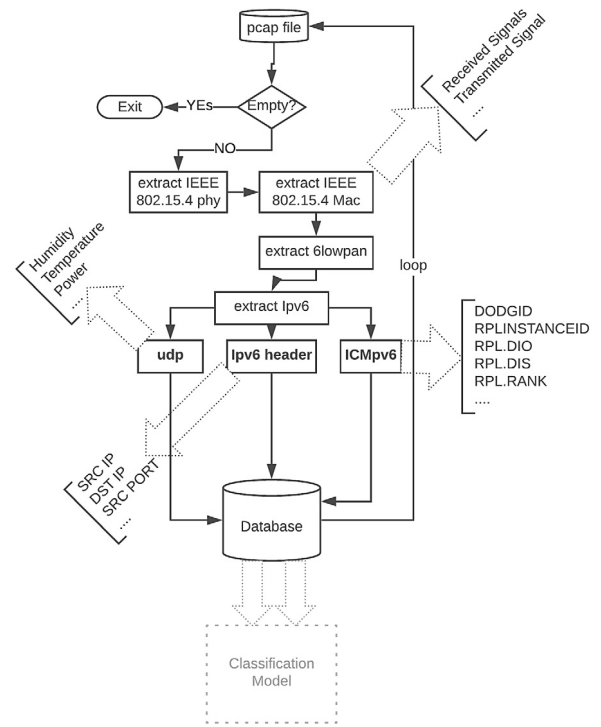 pcap file
Received Signals
Transmitted Signal
....
Empty?
YEs
Exit
NO
extract IEEE
802.15.4 phy
extract IEEE
802.15.4 Mac
extract 6lowpan
loop
Humidity
Temperature
Power
....
extract Ipv6
udp
Ipv6 header
ICMpv6
DODGID
RPLINSTANCEID
RPL.DIO
RPL.DIS
RPL.RANK
....
SRC IP
DST IP
SRC PORT
....
Database
Classification
Model